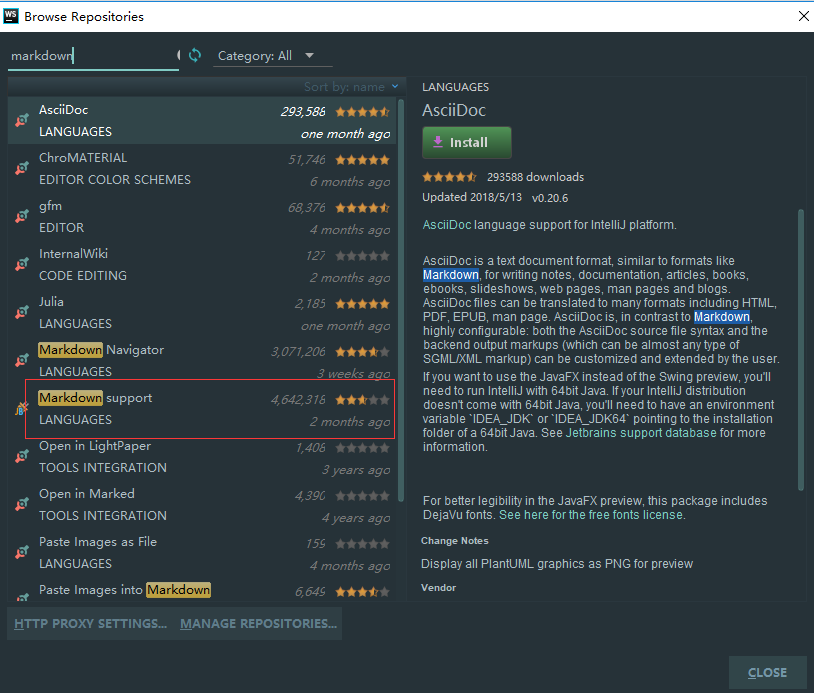 WS Browse Repositories
markdown
Category: All
Sort by: name
AsciiDoc 293,588
LANGUAGES one month ago
ChroMATERIAL 51,746
EDITOR COLOR SCHEMES 6 months ago
gfm 68,376
EDITOR 4 months ago
InternalWiki 127
CODE EDITING 2 months ago
Julia 2,185
LANGUAGES one month ago
Markdown Navigator 3,071,206
LANGUAGES 3 weeks ago
Markdown support 4,642,318
LANGUAGES 2 months ago
Open in LightPaper 1,408
TOOLS INTEGRATION 3 years ago
Open in Marked 4,390
TOOLS INTEGRATION 4 years ago
Paste Images as File 159
LANGUAGES 4 months ago
Paste Images into Markdown 6,649
LANGUAGES
AsciiDoc
Install
293588 downloads
Updated 2018/5/13 v0.20.6
AsciiDoc language support for IntelliJ platform.
AsciiDoc is a text document format, similar to formats like
Markdown, for writing notes, documentation, articles, books,
ebooks, slideshows, web pages, man pages and blogs.
AsciiDoc files can be translated to many formats including HTML,
PDF, EPUB, man page. AsciiDoc is, in contrast to Markdown,
highly configurable: both the AsciiDoc source file syntax and the
backend output markups (which can be almost any type of
SGML/XML markup) can be customized and extended by the user.
If you want to use the JavaFX instead of the Swing preview, you'll
need to run IntelliJ with 64bit Java. If your IntelliJ distribution
doesn't come with 64bit Java, you'll need to have an environment
variable `IDEA_JDK` or `IDEA_JDK64` pointing to the installation
folder of a 64bit Java. See Jetbrains support database for more
information.
For better legibility in the JavaFX preview, this package includes
DejaVu fonts. See here for the free fonts license.
Change Notes
Display all PlantUML graphics as PNG for preview
Vendor
HTTP PROXY SETTINGS... MANAGE REPOSITORIES...
CLOSE